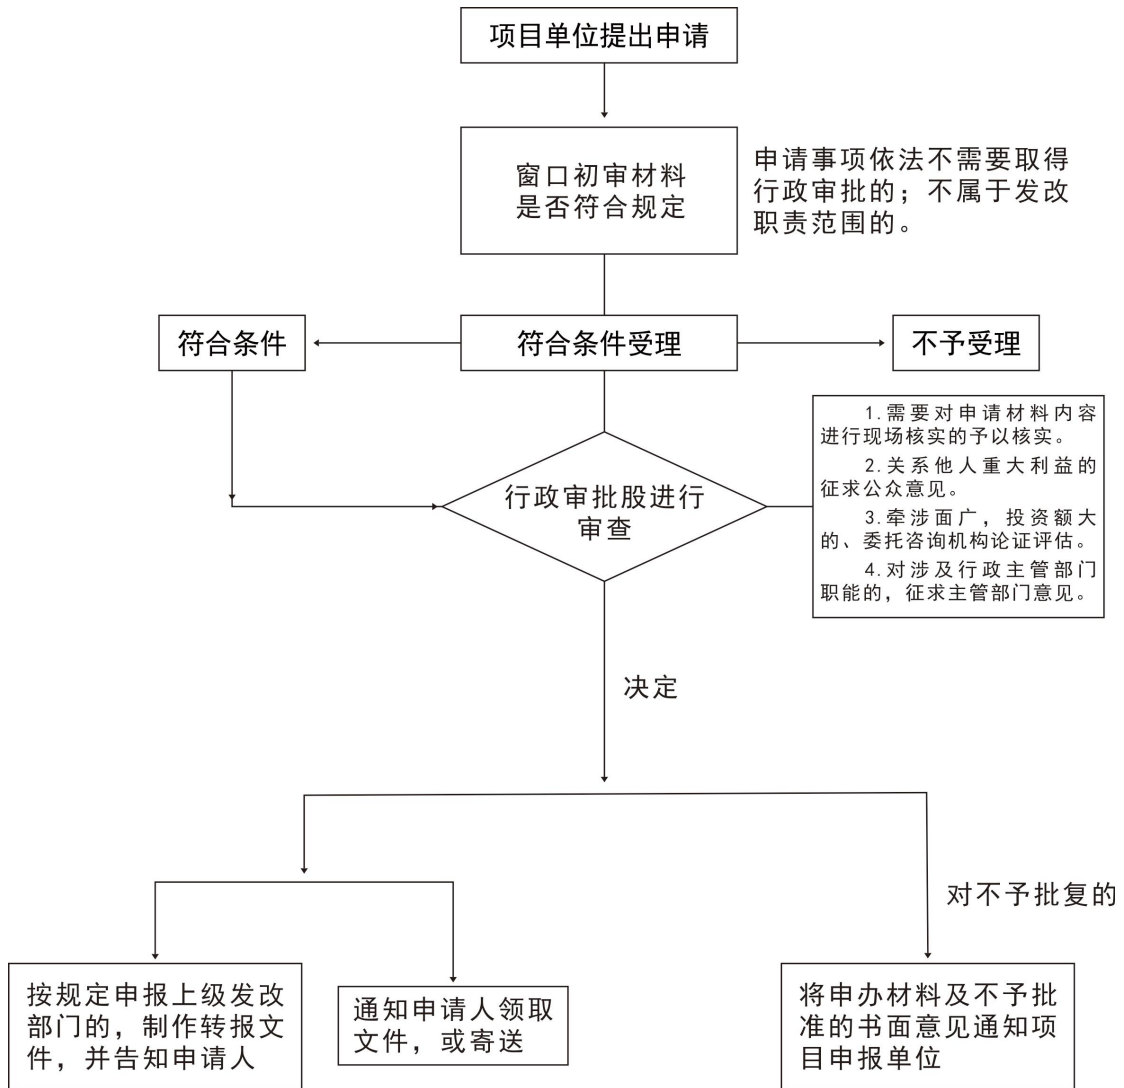 项目单位提出申请
窗口初审材料
是否符合规定
申请事项依法不需要取得
行政审批的；不属于发改
职责范围的。
符合条件
符合条件受理
不予受理
1.需要对申请材料内容
进行现场核实的予以核实。
2.关系他人重大利益的
征求公众意见。
3.牵涉面广，投资额大
的、委托咨询机构论证评估。
4.对涉及行政主管部门
职能的，征求主管部门意见。
行政审批股进行
审查
决定
对不予批复的
按规定申报上级发改
部门的，制作转报文
件，并告知申请人
通知申请人领取
文件，或寄送
将申办材料及不予批
准的书面意见通知项
目申报单位